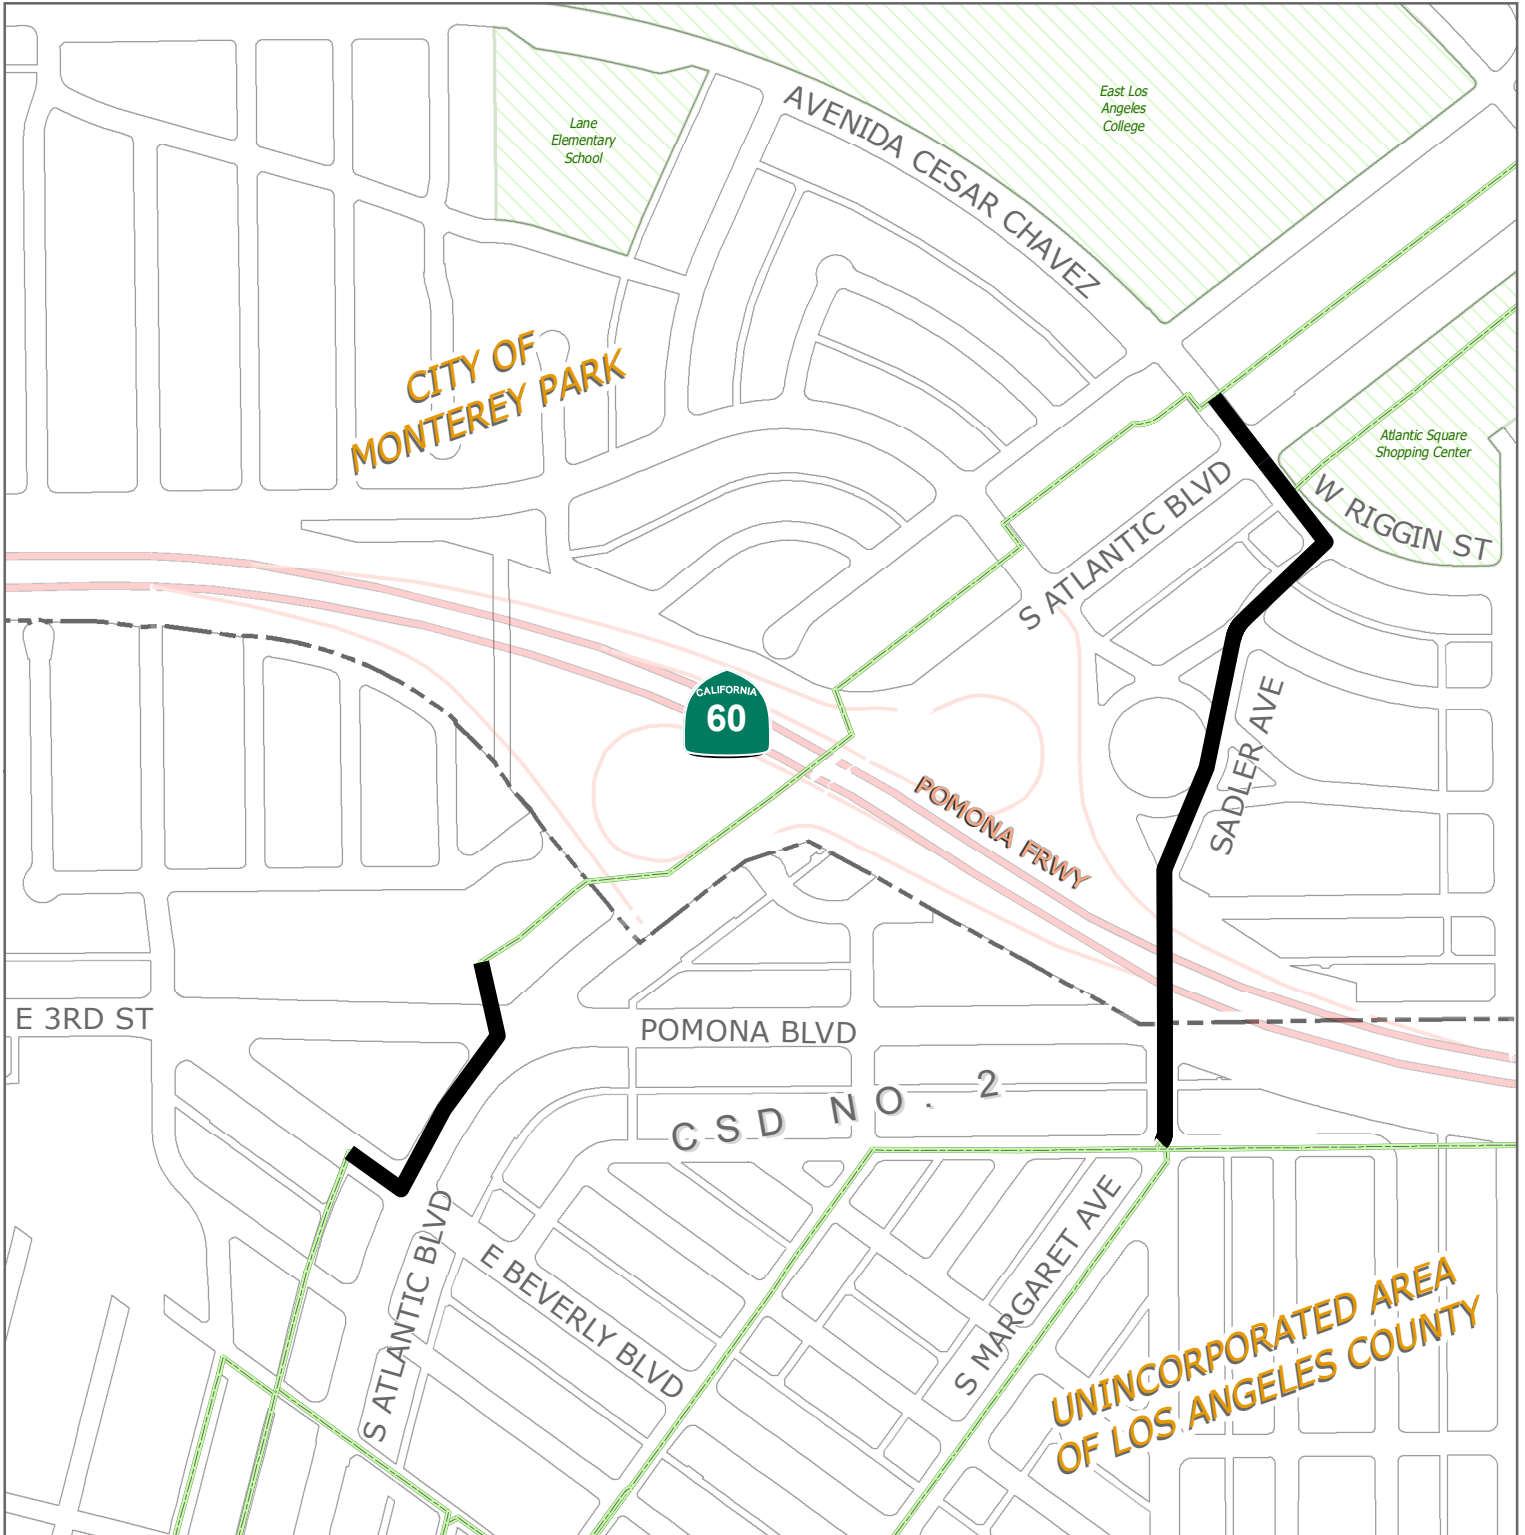 East Los
Angeles
College
Lane
Elementary
School
AVENIDA CESAR CHAVEZ
CITY OF
MONTEREY PARK
Atlantic Square
Shopping Center
S ATLANTIC BLVD
W RIGGIN ST
CALIFORNIA
60
SADLER AVE
POMONA FRWY
E 3RD ST
POMONA BLVD
CSD NO. 2
S ATLANTIC BLVD
E BEVERLY BLVD
S MARGARET AVE
UNINCORPORATED AREA
OF LOS ANGELES COUNTY